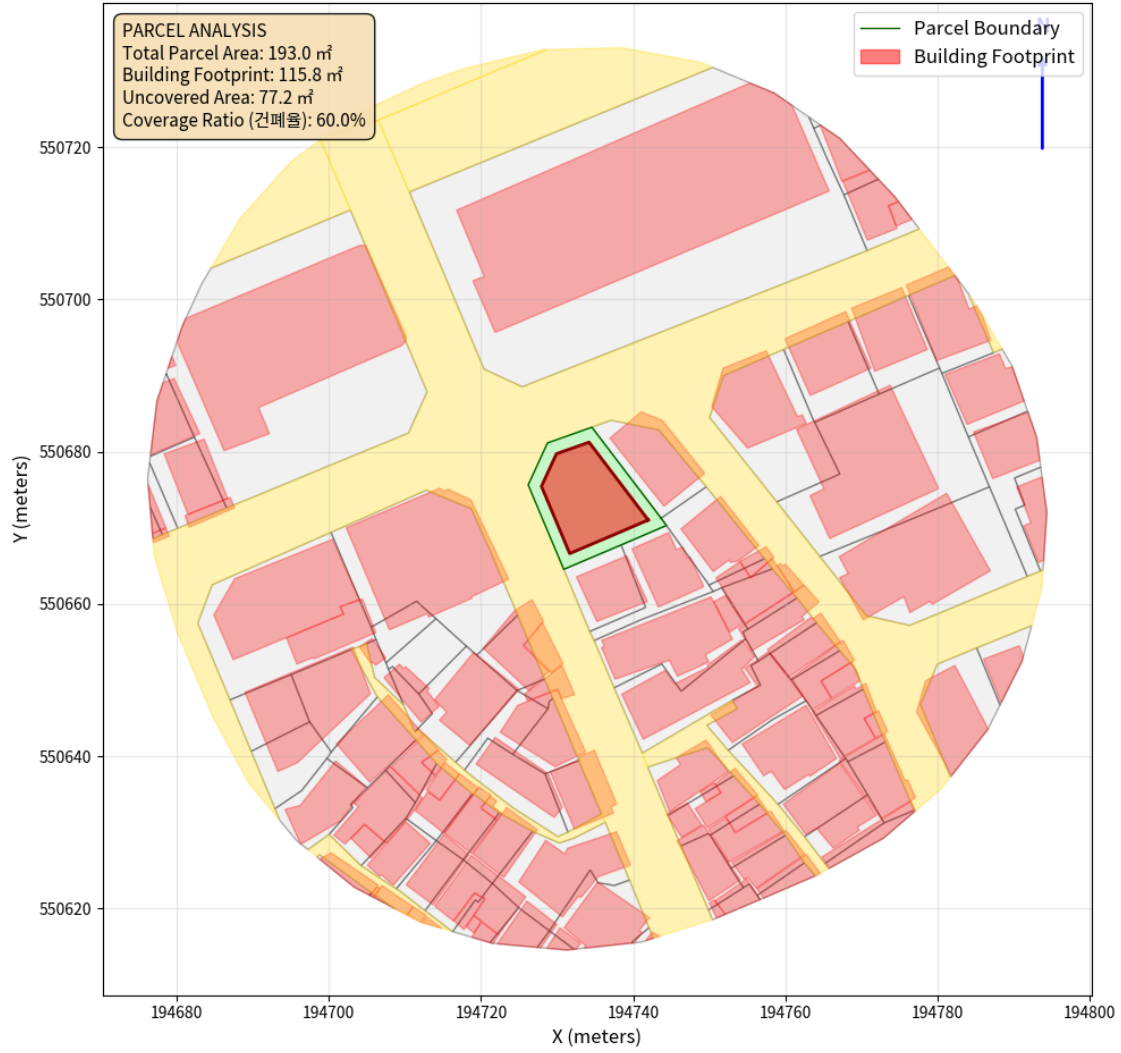 PARCEL ANALYSIS
Total Parcel Area: 193.0 ㎡
Building Footprint: 115.8 ㎡
Uncovered Area: 77.2 ㎡
Coverage Ratio (건폐율): 60.0%
Parcel Boundary
Building Footprint
N
550720
550700
550680
550660
550640
550620
Y (meters)
194680
194700
194720
194740
194760
194780
194800
X (meters)